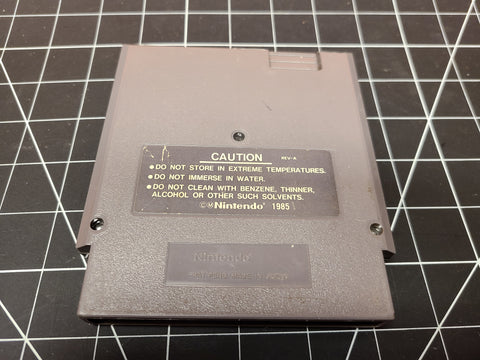 CAUTION REV-A
●DO NOT STORE IN EXTREME TEMPERATURES.
●DO NOT IMMERSE IN WATER.
●DO NOT CLEAN WITH BENZENE, THINNER,
ALCOHOL OR OTHER SUCH SOLVENTS.
©Ⓜ Nintendo® 1985
Nintendo®